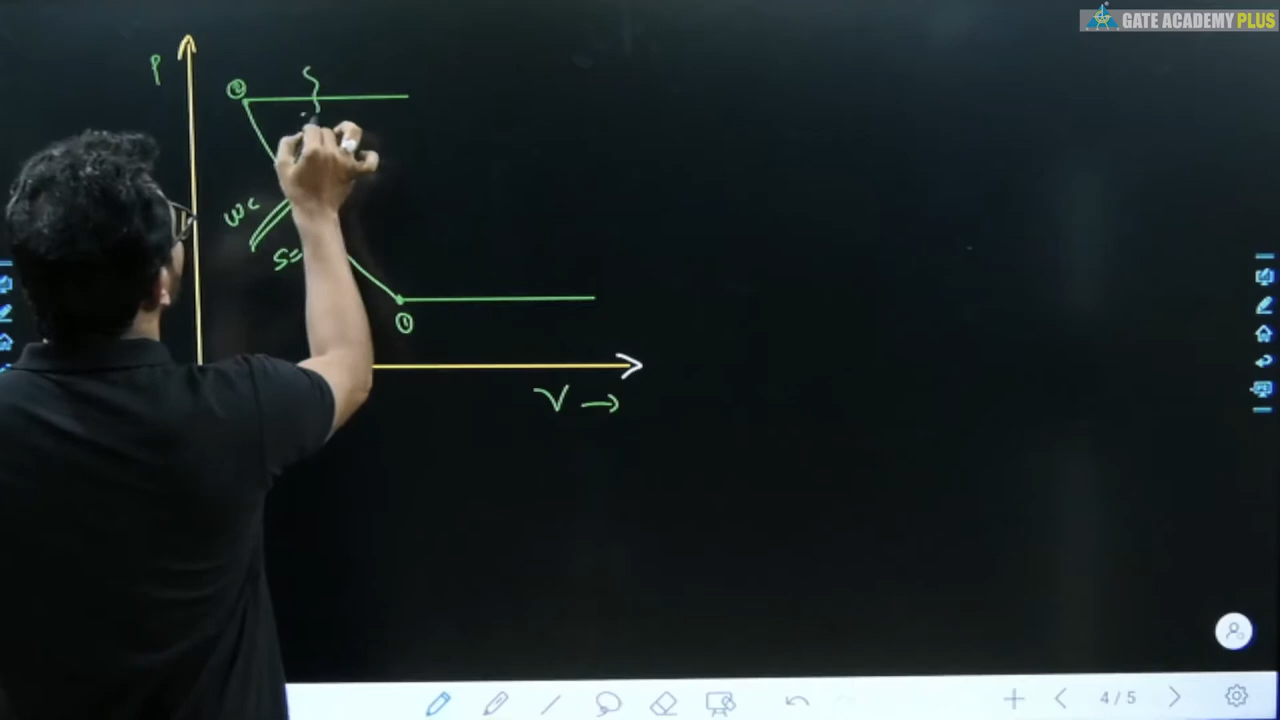 GATE ACADEMY PLUS
P
②
Wc
S=
①
V →
4 / 5